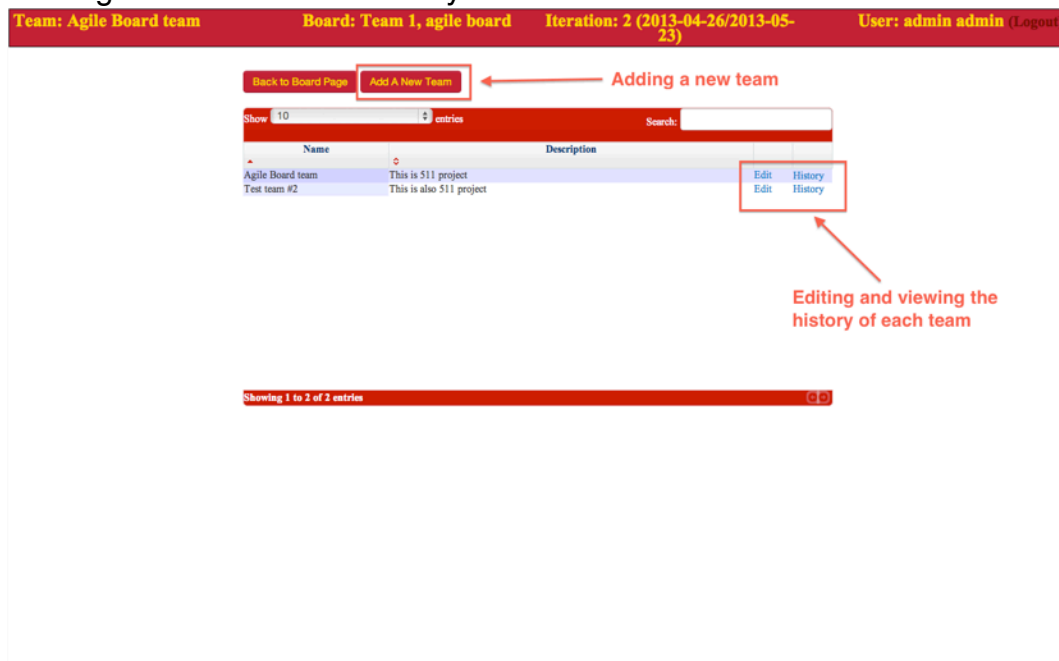 Team: Agile Board team Board: Team 1, agile board Iteration: 2 (2013-04-26/2013-05-23) User: admin admin (Logout
Back to Board Page Add A New Team Adding a new team
Show 10 entries Search:
Name Description
Agile Board team This is 511 project Edit History
Test team #2 This is also 511 project Edit History
Editing and viewing the
history of each team
Showing 1 to 2 of 2 entries